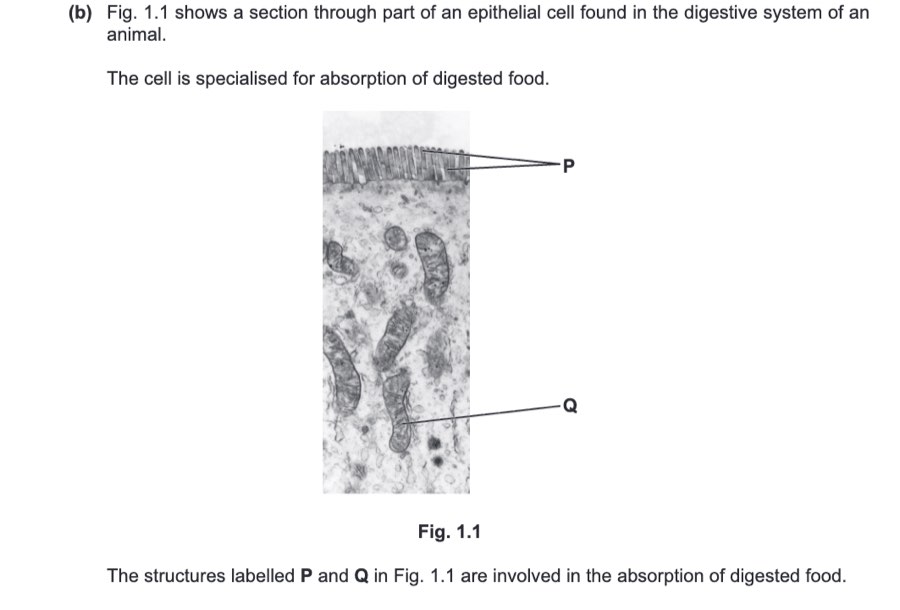 (b) Fig. 1.1 shows a section through part of an epithelial cell found in the digestive system of an
animal.
The cell is specialised for absorption of digested food.
P
Q
Fig. 1.1
The structures labelled P and Q in Fig. 1.1 are involved in the absorption of digested food.